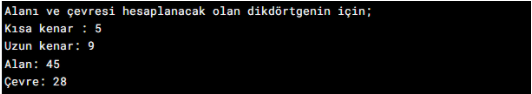 Alanı ve çevresi hesaplanacak olan dikdörtgenin için;
Kısa kenar : 5
Uzun kenar: 9
Alan: 45
Çevre: 28